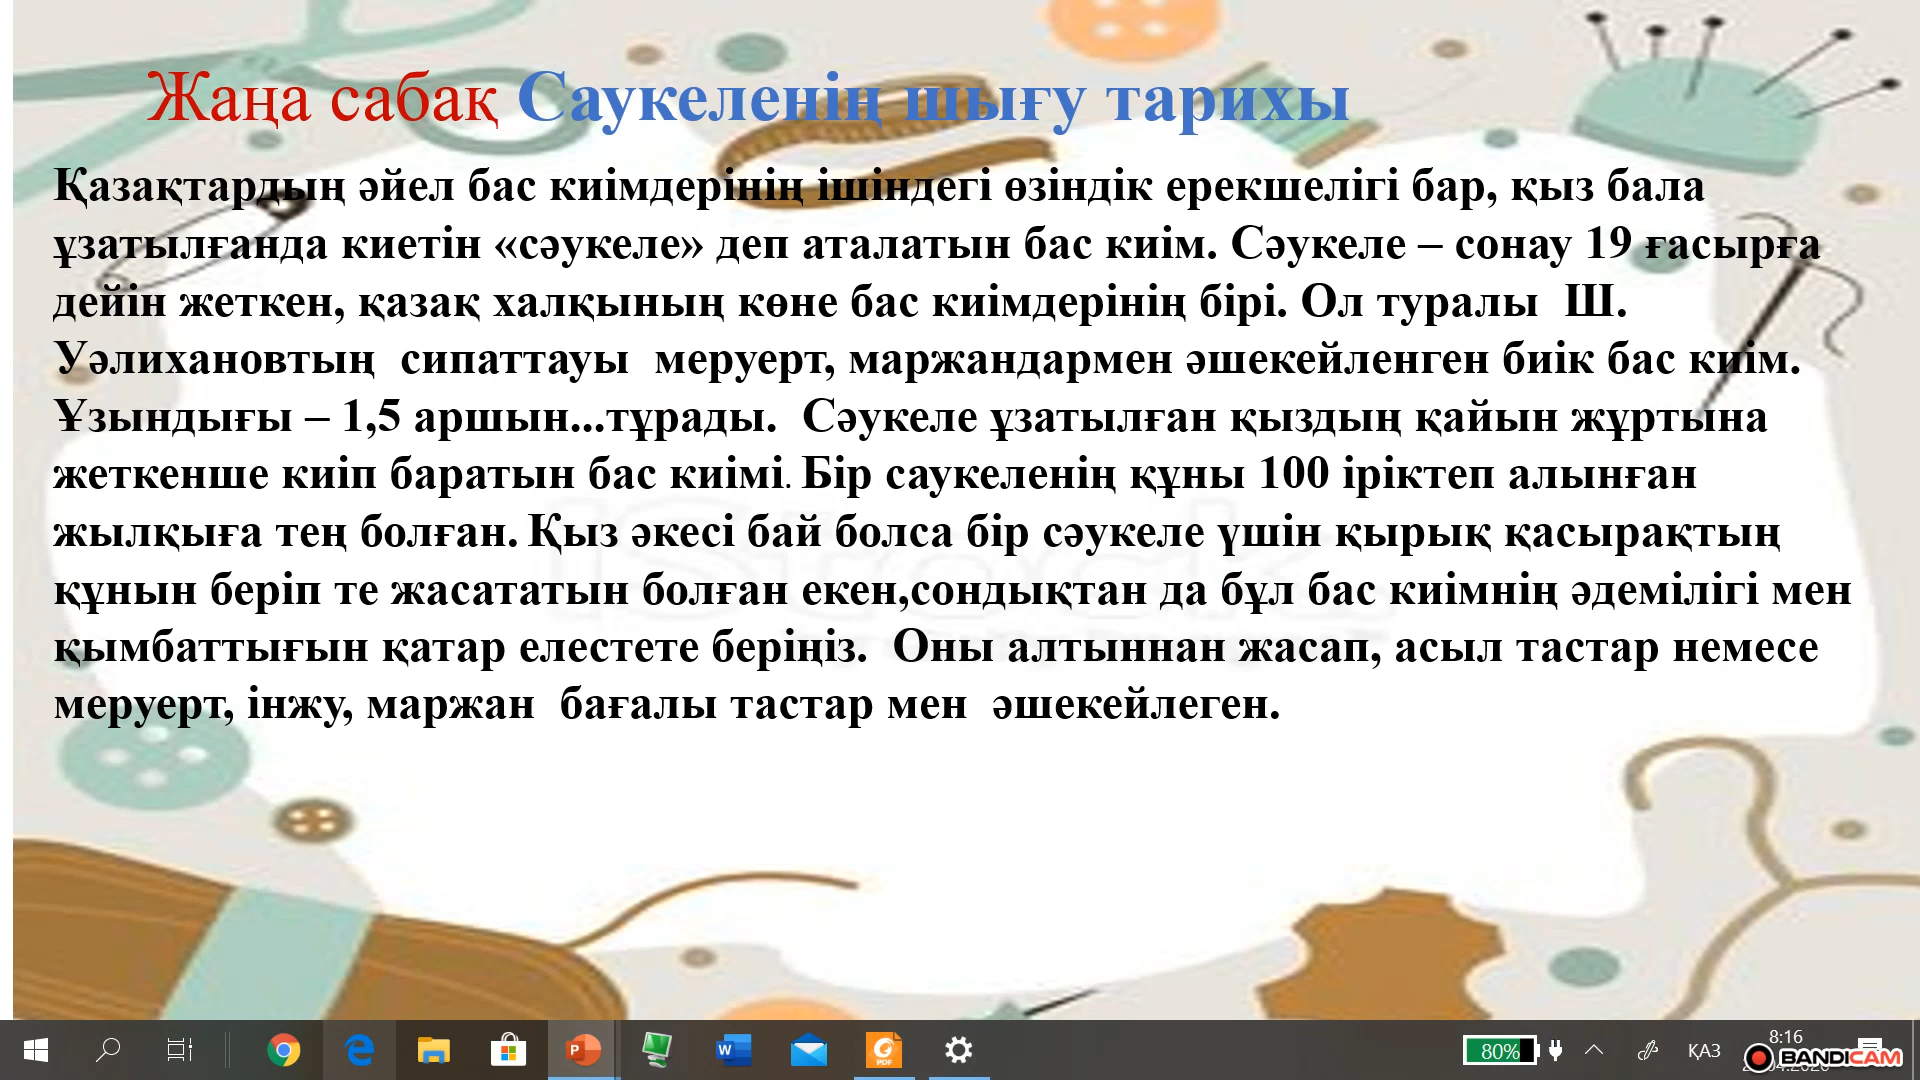 Жаңа сабақ Саукеленің шығу тарихы
Қазақтардың әйел бас киімдерінің ішіндегі өзіндік ерекшелігі бар, қыз бала
ұзатылғанда киетін «сәукеле» деп аталатын бас киім. Сәукеле – сонау 19 ғасырға
дейін жеткен, қазақ халқының көне бас киімдерінің бірі. Ол туралы Ш.
Уәлихановтың сипаттауы меруерт, маржандармен әшекейленген биік бас киім.
Ұзындығы – 1,5 аршын...тұрады. Сәукеле ұзатылған қыздың қайын жұртына
жеткенше киіп баратын бас киімі. Бір саукеленің құны 100 іріктеп алынған
жылқыға тең болған. Қыз әкесі бай болса бір сәукеле үшін қырық қасырақтың
құнын беріп те жасататын болған екен,сондықтан да бұл бас киімнің әдемілігі мен
қымбаттығын қатар елестете беріңіз. Оны алтыннан жасап, асыл тастар немесе
меруерт, інжу, маржан бағалы тастар мен әшекейлеген.
80%
ҚАЗ
8:16
BANDICAM